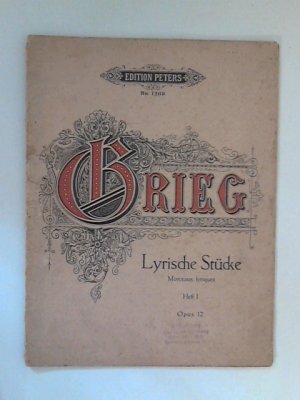 EDITION PETERS
No. 1269
GRIEG
Lyrische Stücke
Morceaux lyriques
Heft I
Opus 12